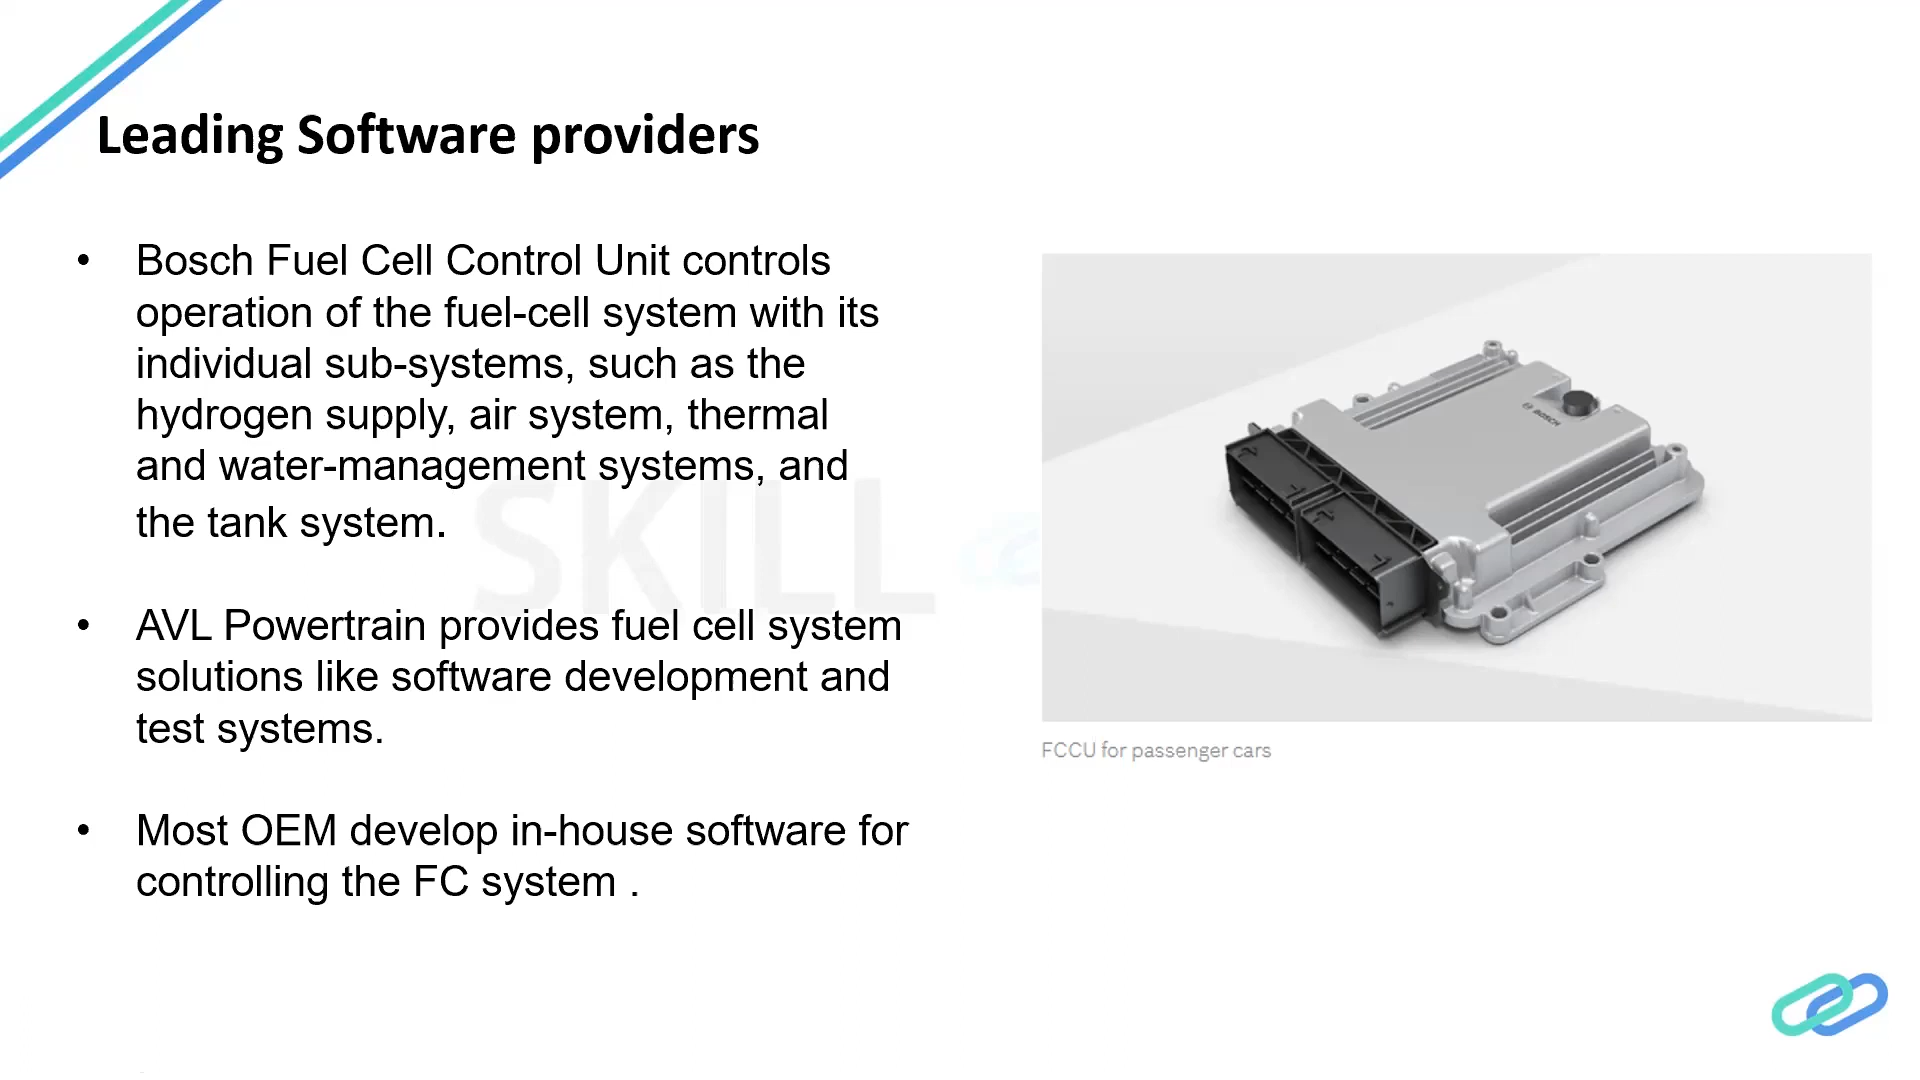 Leading Software providers
• Bosch Fuel Cell Control Unit controls
operation of the fuel-cell system with its
individual sub-systems, such as the
hydrogen supply, air system, thermal
and water-management systems, and
the tank system.
• AVL Powertrain provides fuel cell system
solutions like software development and
test systems.
• Most OEM develop in-house software for
controlling the FC system .
SKILL
BOSCH
FCCU for passenger cars